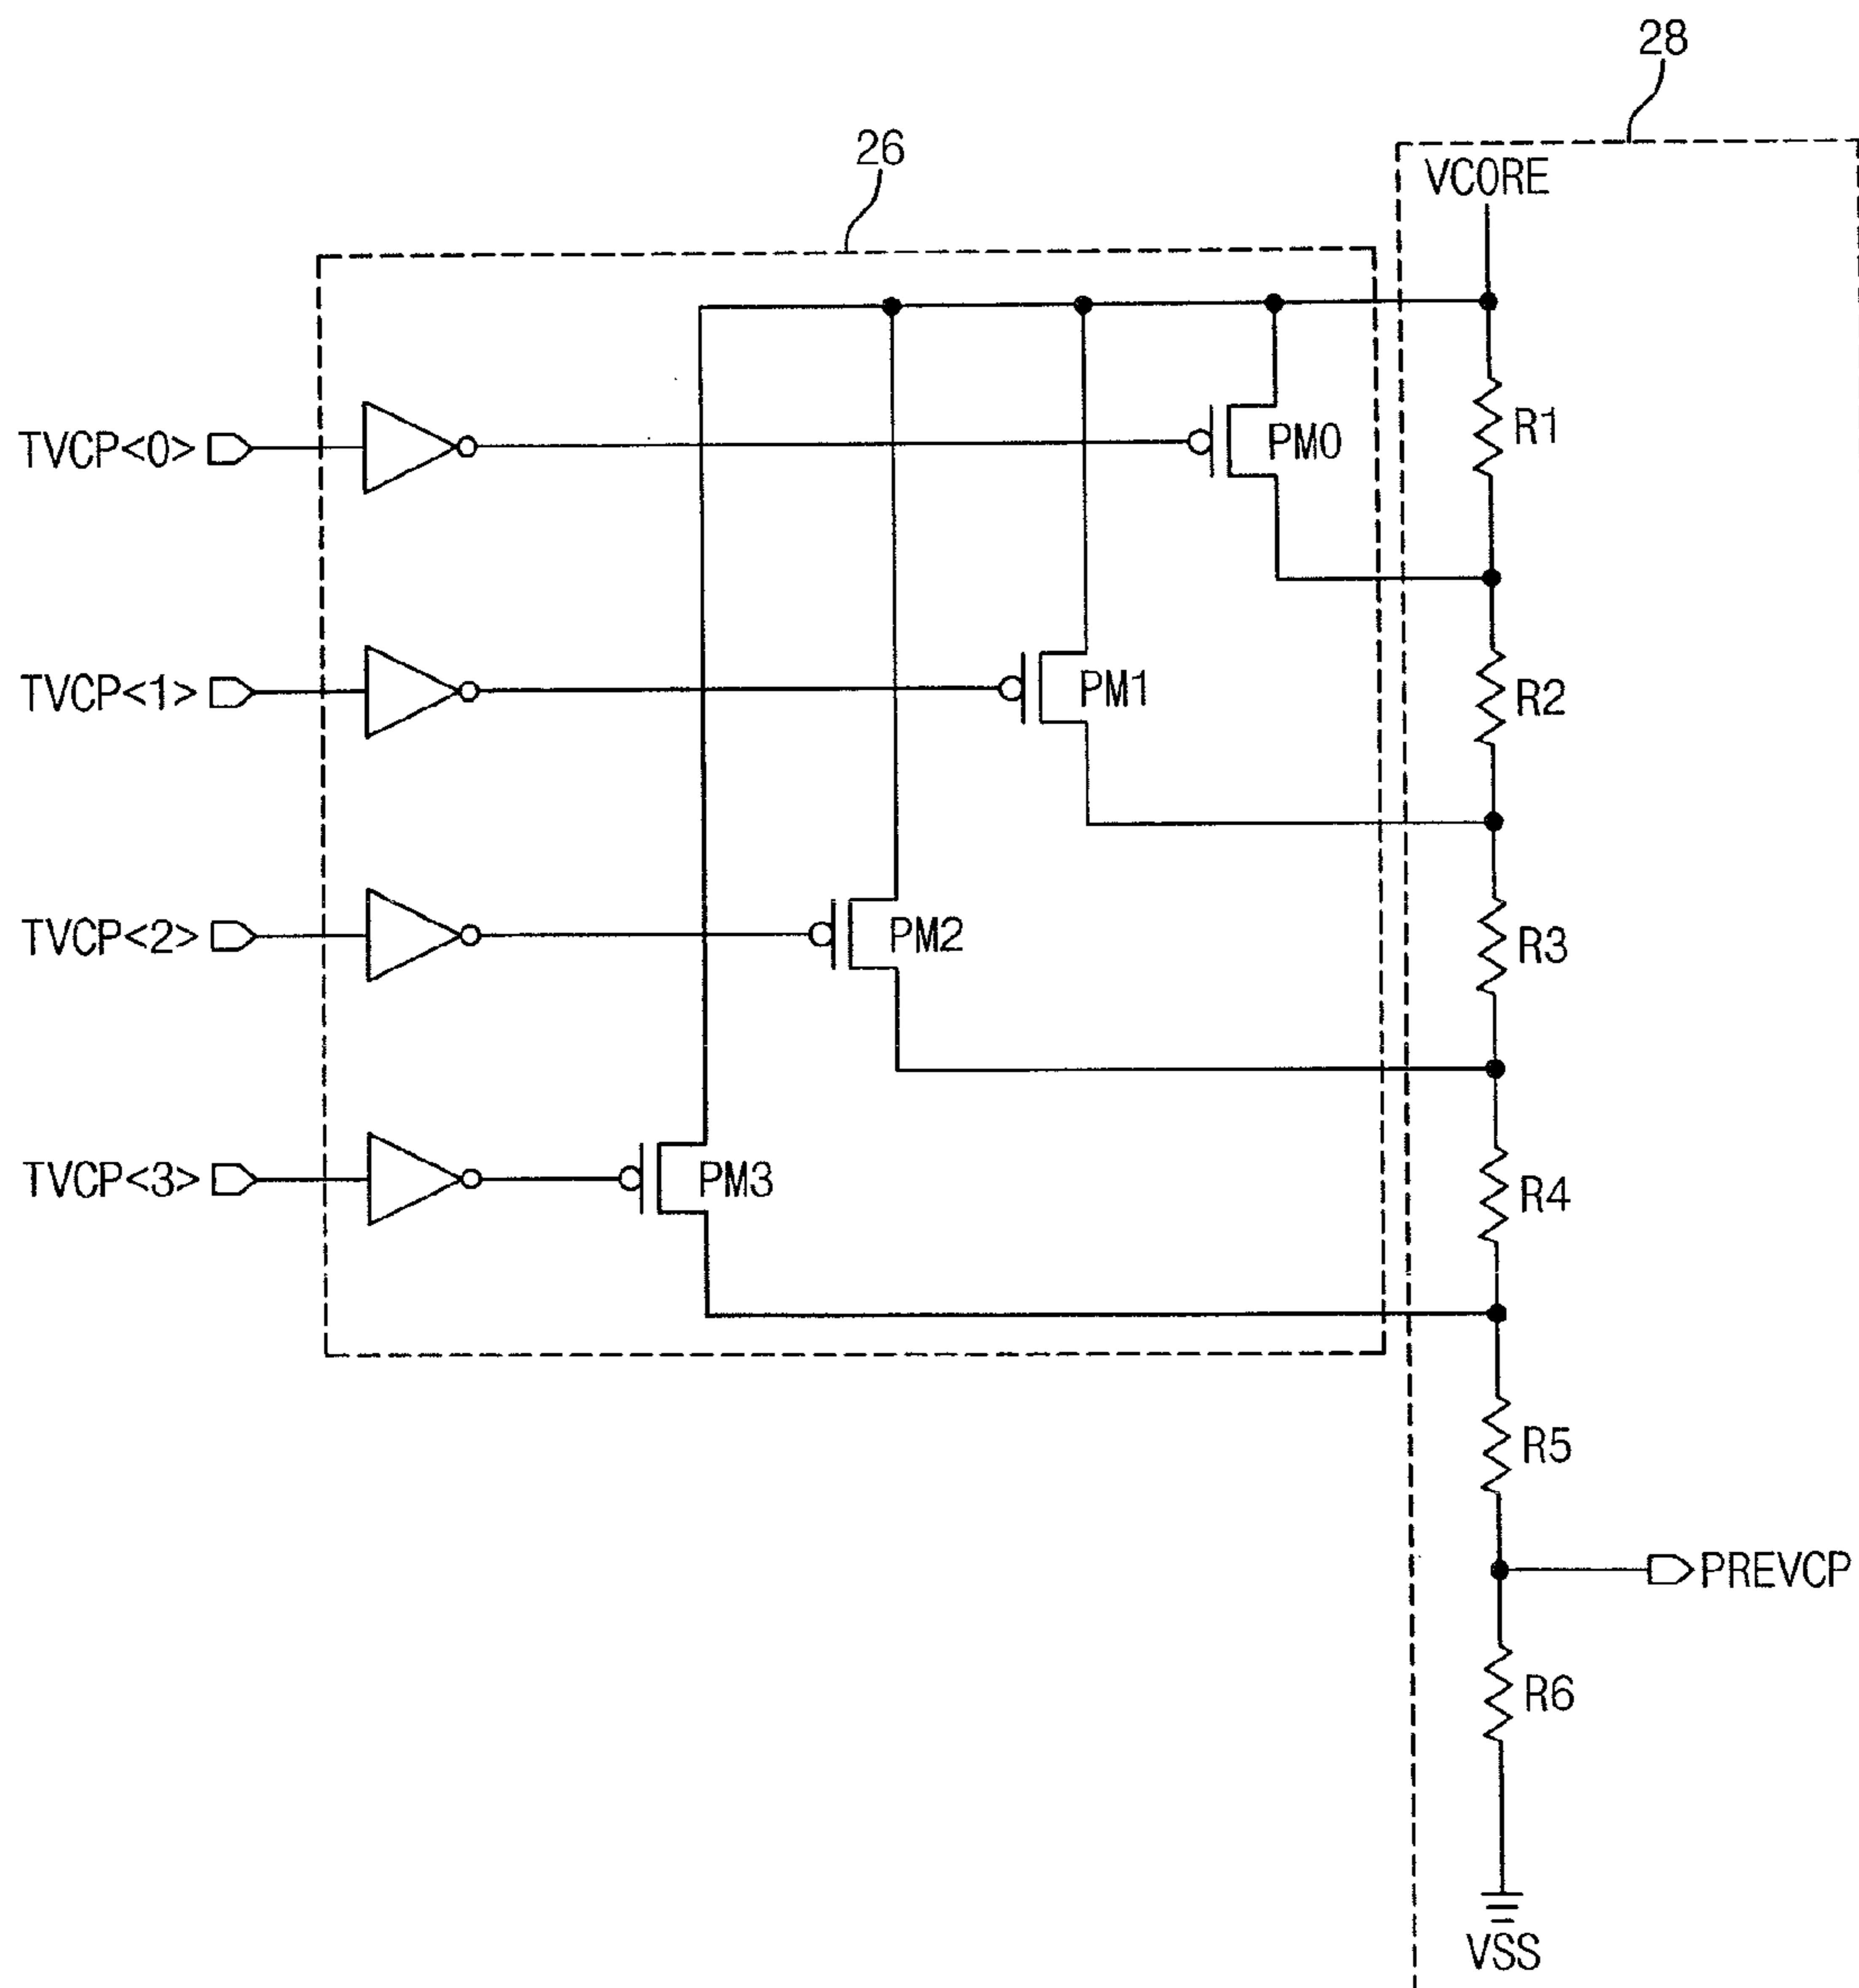 28
26
VCORE
TVCP<0>
PM0
R1
TVCP<1>
PM1
R2
TVCP<2>
PM2
R3
TVCP<3>
PM3
R4
R5
PREVCP
R6
VSS